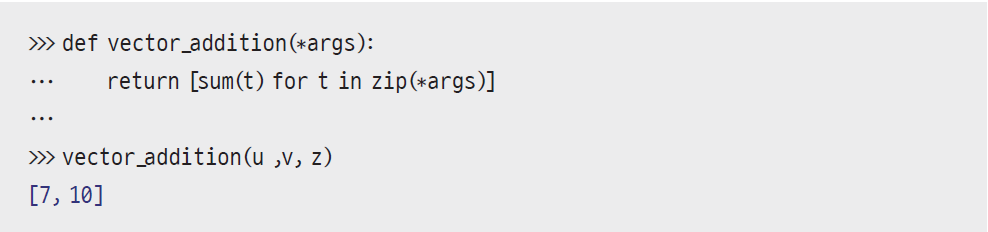 >>> def vector_addition(*args):
...     return [sum(t) for t in zip(*args)]
...
>>> vector_addition(u ,v, z)
[7, 10]